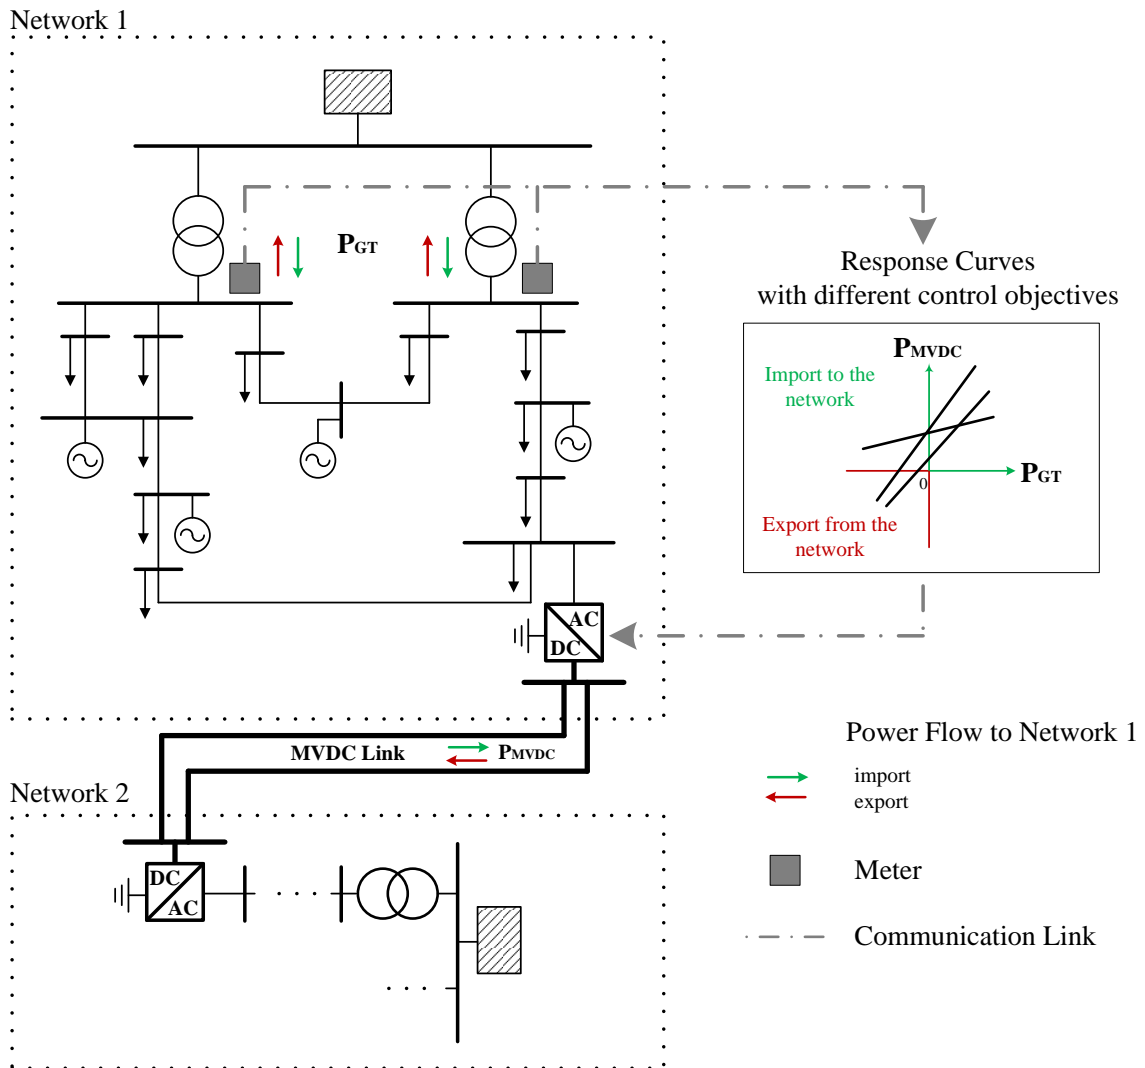 Network 1
PGT
Response Curves
with different control objectives
PMVDC
Import to the
network
0
PGT
Export from the
network
AC
DC
MVDC Link
PMVDC
Power Flow to Network 1
import
export
Network 2
DC
AC
Meter
Communication Link